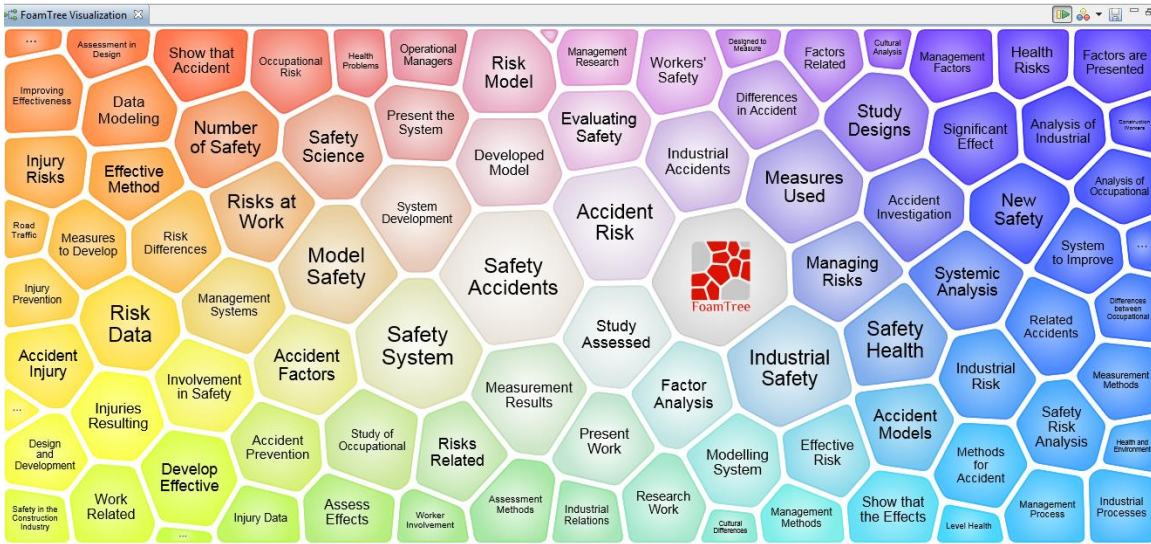 FoamTree Visualization
...
Assessment in
Design
Show that
Accident
Occupational
Risk
Health
Problems
Operational
Managers
Risk
Model
Management
Research
Workers'
Safety
Designed to
Measure
Factors
Related
Cultural
Analysis
Management
Factors
Health
Risks
Factors are
Presented
Improving
Effectiveness
Data
Modeling
Number
of Safety
Safety
Science
Present the
System
Developed
Model
Evaluating
Safety
Industrial
Accidents
Differences
in Accident
Study
Designs
Significant
Effect
Analysis of
Industrial
Construction
Workers
Injury
Risks
Effective
Method
Risks at
Work
System
Development
Accident
Risk
Measures
Used
Accident
Investigation
New
Safety
Analysis of
Occupational
Road
Traffic
Measures
to Develop
Risk
Differences
Model
Safety
Safety
Accidents
FoamTree
Managing
Risks
Systemic
Analysis
System
to Improve
...
Injury
Prevention
Risk
Data
Management
Systems
Safety
System
Study
Assessed
Industrial
Safety
Safety
Health
Related
Accidents
Differences
between
Occupational
Accident
Injury
Involvement
in Safety
Accident
Factors
Measurement
Results
Factor
Analysis
Accident
Models
Industrial
Risk
Measurement
Methods
...
Injuries
Resulting
Accident
Prevention
Study of
Occupational
Risks
Related
Present
Work
Modelling
System
Effective
Risk
Methods
for
Accident
Safety
Risk
Analysis
Health and
Environment
Design
and
Development
Develop
Effective
Safety in the
Construction
Industry
Work
Related
...
Injury Data
Assess
Effects
Worker
Involvement
Assessment
Methods
Industrial
Relations
Research
Work
Cultural
Differences
Management
Methods
Show that
the Effects
Level Health
Management
Process
Industrial
Processes